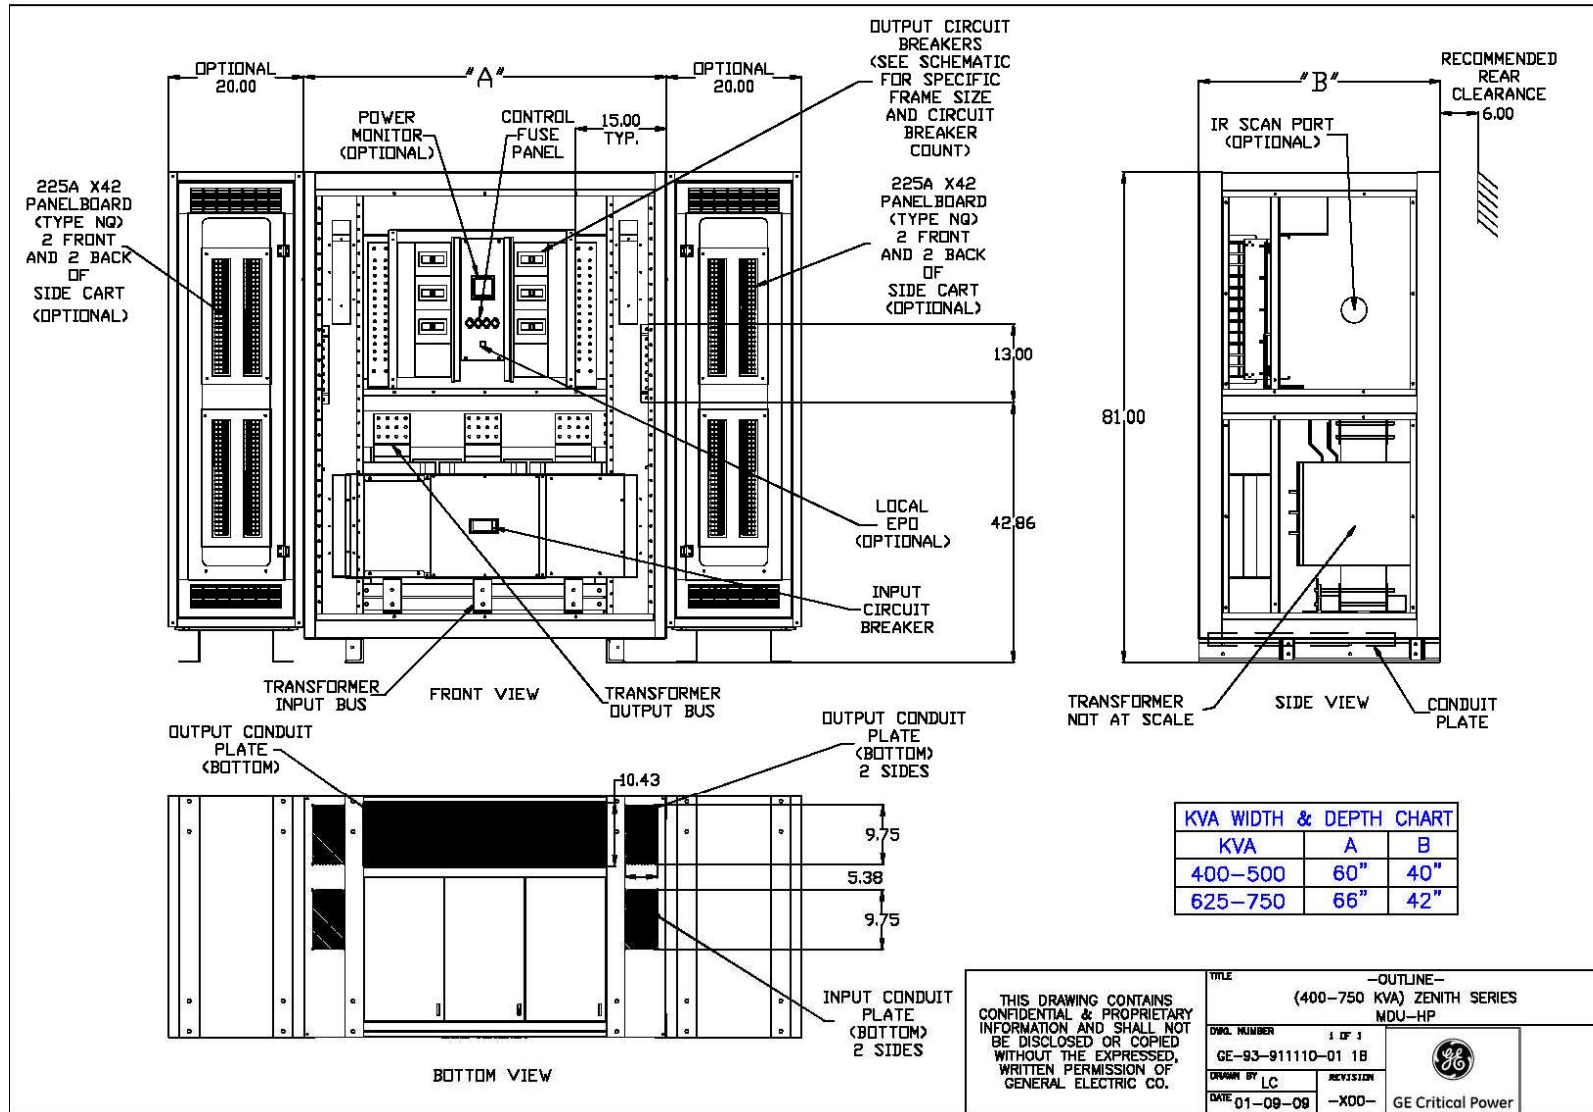 OPTIONAL
20.00
"A"
OPTIONAL
20.00
OUTPUT CIRCUIT
BREAKERS
(SEE SCHEMATIC
FOR SPECIFIC
FRAME SIZE
AND CIRCUIT
BREAKER
COUNT)
POWER
MONITOR
(OPTIONAL)
CONTROL
FUSE
PANEL
15.00
TYP.
225A X42
PANELBOARD
(TYPE NQ)
2 FRONT
AND 2 BACK
OF
SIDE CART
(OPTIONAL)
225A X42
PANELBOARD
(TYPE NQ)
2 FRONT
AND 2 BACK
OF
SIDE CART
(OPTIONAL)
13.00
42.86
LOCAL
EPO
(OPTIONAL)
INPUT
CIRCUIT
BREAKER
TRANSFORMER
INPUT BUS
FRONT VIEW
TRANSFORMER
OUTPUT BUS
"B"
RECOMMENDED
REAR
CLEARANCE
6.00
IR SCAN PORT
(OPTIONAL)
81.00
TRANSFORMER
NOT AT SCALE
SIDE VIEW
CONDUIT
PLATE
OUTPUT CONDUIT
PLATE
(BOTTOM)
OUTPUT CONDUIT
PLATE
(BOTTOM)
2 SIDES
10.43
9.75
5.38
9.75
INPUT CONDUIT
PLATE
(BOTTOM)
2 SIDES
BOTTOM VIEW
KVA WIDTH & DEPTH CHART
KVA A B
400-500 60" 40"
625-750 66" 42"
THIS DRAWING CONTAINS
CONFIDENTIAL & PROPRIETARY
INFORMATION AND SHALL NOT
BE DISCLOSED OR COPIED
WITHOUT THE EXPRESSED,
WRITTEN PERMISSION OF
GENERAL ELECTRIC CO.
TITLE
-OUTLINE-
(400-750 KVA) ZENITH SERIES
MDU-HP
DWG. NUMBER 1 OF 1
GE-93-911110-01 1B
DRAWN BY LC
DATE 01-09-09
REVISION
-X00-
GE
GE Critical Power